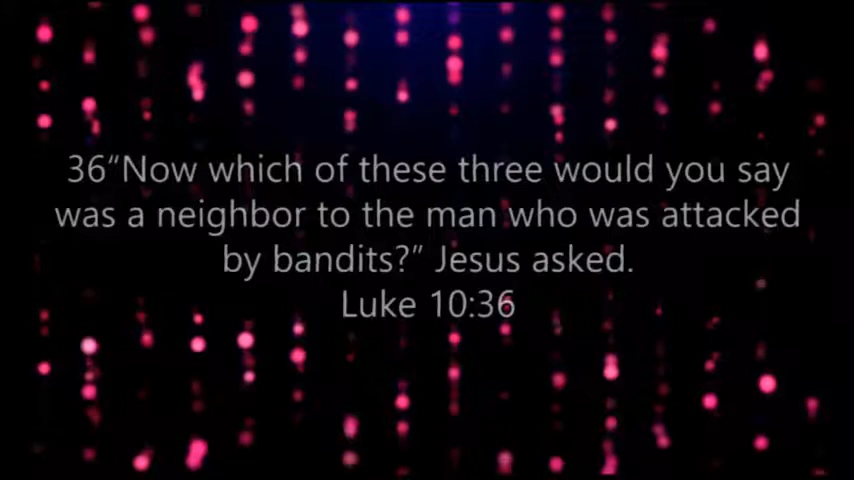 36“Now which of these three would you say
was a neighbor to the man who was attacked
by bandits?” Jesus asked.
Luke 10:36